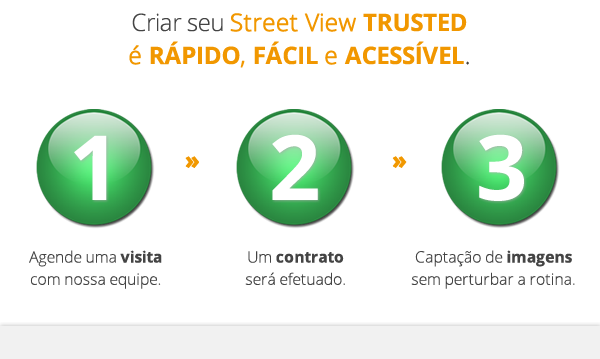 Criar seu Street View TRUSTED
é RÁPIDO, FÁCIL e ACESSÍVEL.
1 » 2 » 3
Agende uma visita
com nossa equipe.
Um contrato
será efetuado.
Captação de imagens
sem perturbar a rotina.